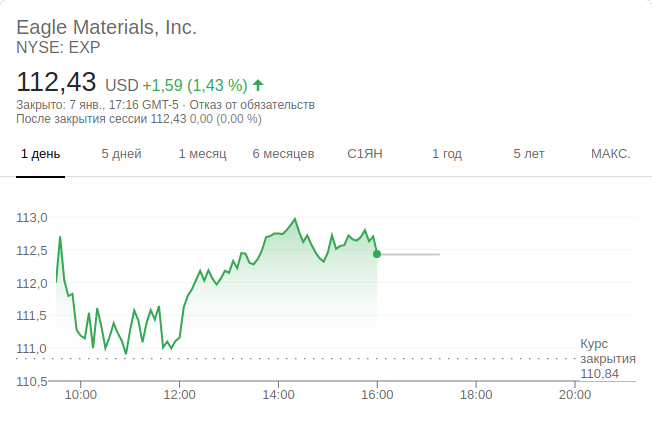 Eagle Materials, Inc.
NYSE: EXP
112,43 USD +1,59 (1,43 %)
Закрыто: 7 янв., 17:16 GMT-5 · Отказ от обязательств
После закрытия сессии 112,43 0,00 (0,00 %)
1 день 5 дней 1 месяц 6 месяцев С1ЯН 1 год 5 лет МАКС.
113,0
112,5
112,0
111,5
111,0
Курс
закрытия
110,84
110,5
10:00 12:00 14:00 16:00 18:00 20:00